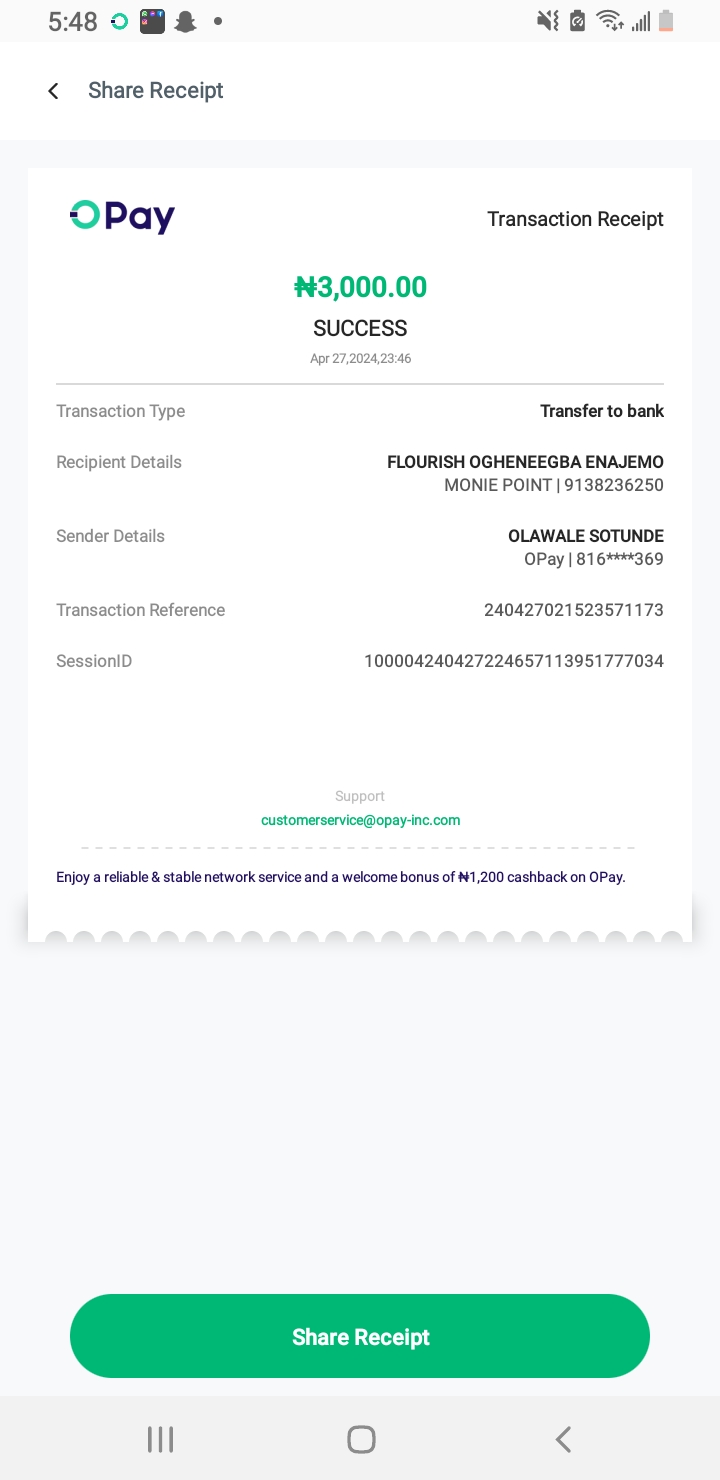 5:48
Share Receipt
OPay
Transaction Receipt
₦3,000.00
SUCCESS
Apr 27,2024,23:46
Transaction Type Transfer to bank
Recipient Details FLOURISH OGHENEEGBA ENAJEMO
MONIE POINT | 9138236250
Sender Details OLAWALE SOTUNDE
OPay | 816****369
Transaction Reference 240427021523571173
SessionID 100004240427224657113951777034
Support
customerservice@opay-inc.com
Enjoy a reliable & stable network service and a welcome bonus of ₦1,200 cashback on OPay.
Share Receipt